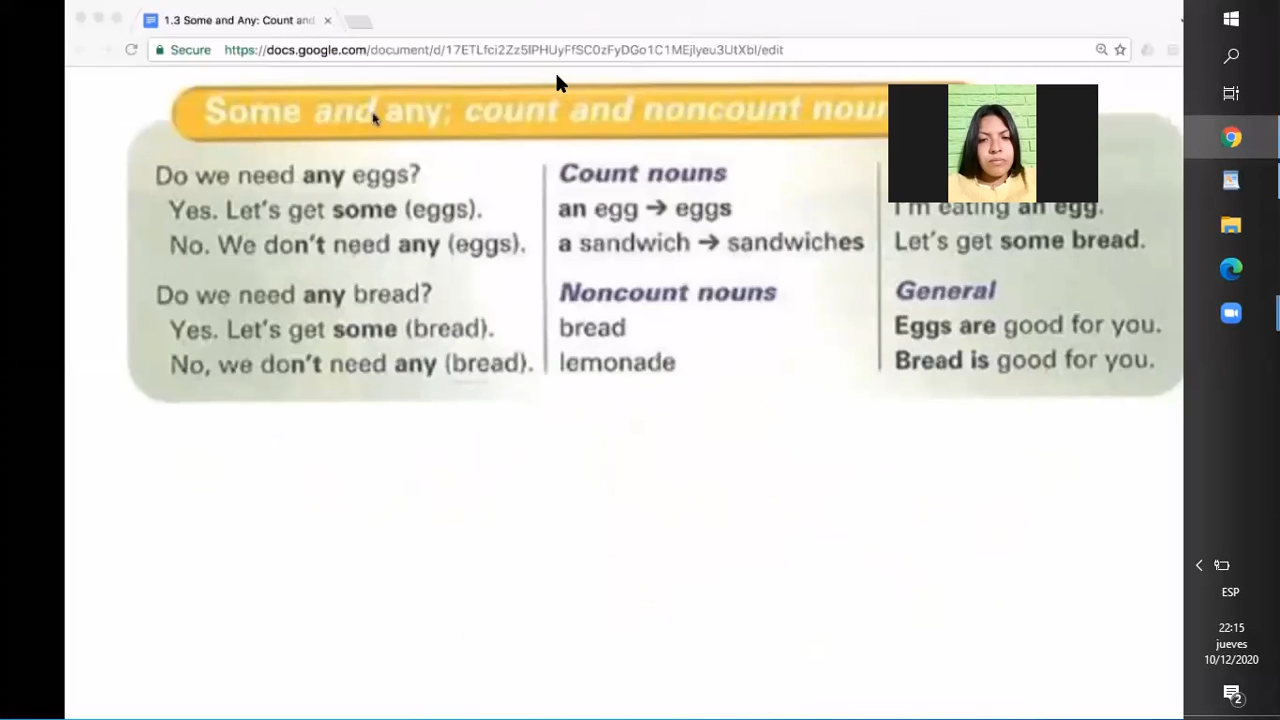 1.3 Some and Any: Count and
Secure
https://docs.google.com/document/d/17ETLfci2Zz5IPHUyFfSC0zFyDGo1C1MEjlyeu3UtXbI/edit
Some and any; count and noncount noun
Do we need any eggs?
Yes. Let's get some (eggs).
No. We don't need any (eggs).
Do we need any bread?
Yes. Let's get some (bread).
No, we don't need any (bread).
Count nouns
an egg → eggs
a sandwich → sandwiches
Noncount nouns
bread
lemonade
I'm eating an egg.
Let's get some bread.
General
Eggs are good for you.
Bread is good for you.
ESP
22:15
jueves
10/12/2020
2